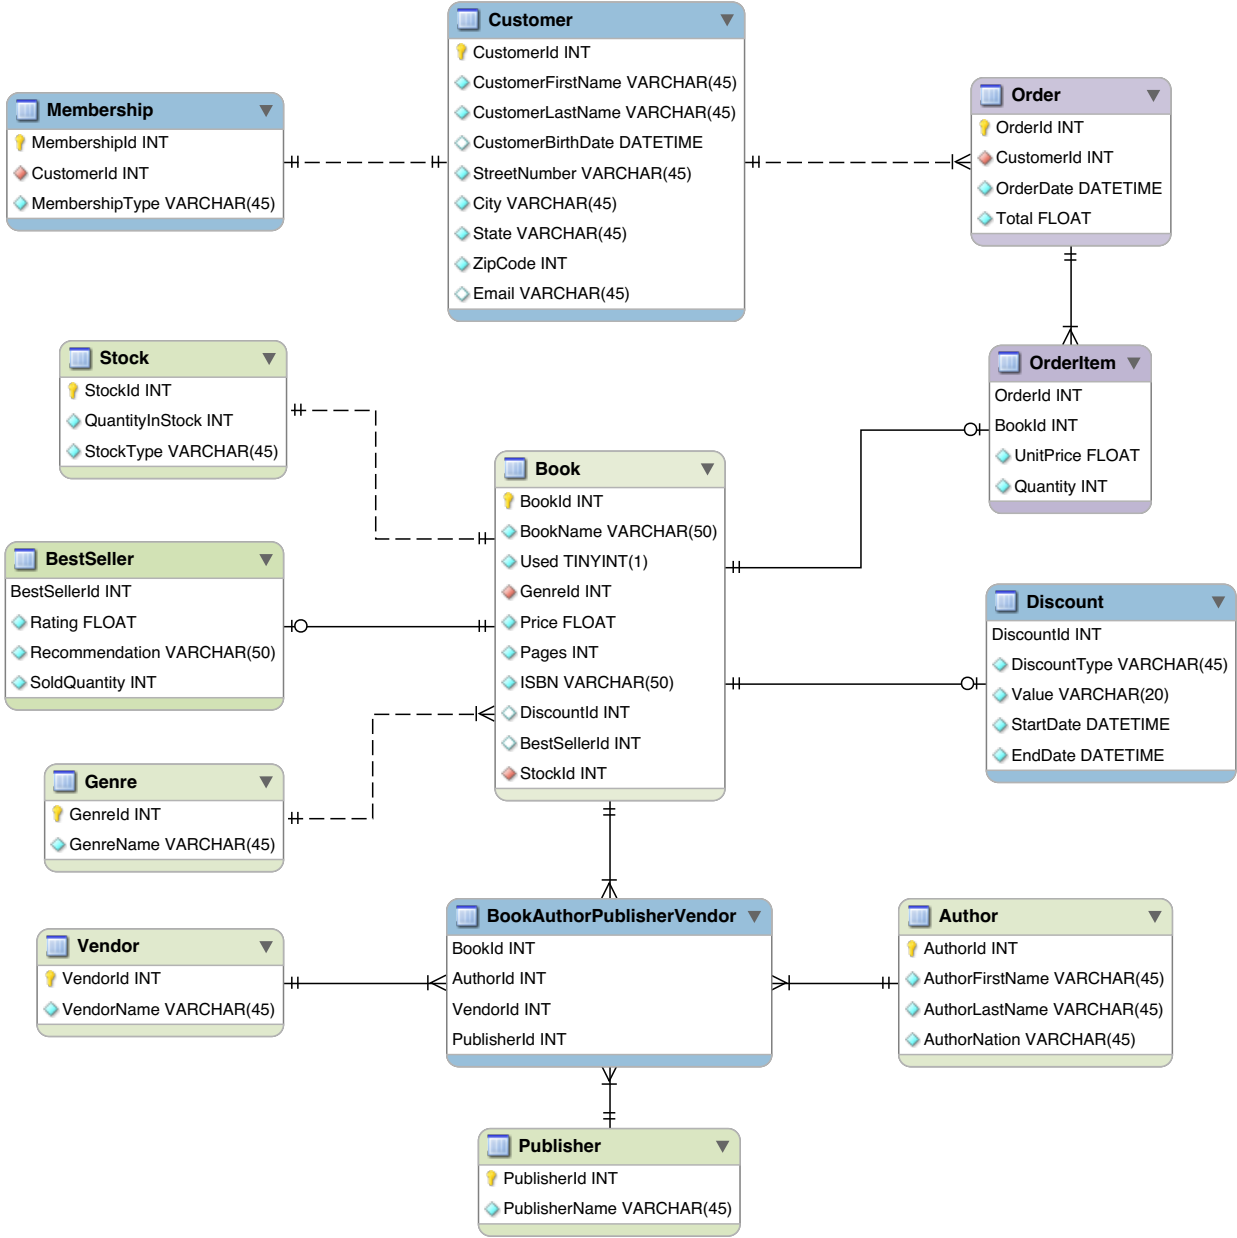 Customer
CustomerId INT
CustomerFirstName VARCHAR(45)
CustomerLastName VARCHAR(45)
CustomerBirthDate DATETIME
StreetNumber VARCHAR(45)
City VARCHAR(45)
State VARCHAR(45)
ZipCode INT
Email VARCHAR(45)
Membership
MembershipId INT
CustomerId INT
MembershipType VARCHAR(45)
Order
OrderId INT
CustomerId INT
OrderDate DATETIME
Total FLOAT
Stock
StockId INT
QuantityInStock INT
StockType VARCHAR(45)
OrderItem
OrderId INT
BookId INT
UnitPrice FLOAT
Quantity INT
Book
BookId INT
BookName VARCHAR(50)
Used TINYINT(1)
GenreId INT
Price FLOAT
Pages INT
ISBN VARCHAR(50)
DiscountId INT
BestSellerId INT
StockId INT
BestSeller
BestSellerId INT
Rating FLOAT
Recommendation VARCHAR(50)
SoldQuantity INT
Discount
DiscountId INT
DiscountType VARCHAR(45)
Value VARCHAR(20)
StartDate DATETIME
EndDate DATETIME
Genre
GenreId INT
GenreName VARCHAR(45)
Vendor
VendorId INT
VendorName VARCHAR(45)
BookAuthorPublisherVendor
BookId INT
AuthorId INT
VendorId INT
PublisherId INT
Author
AuthorId INT
AuthorFirstName VARCHAR(45)
AuthorLastName VARCHAR(45)
AuthorNation VARCHAR(45)
Publisher
PublisherId INT
PublisherName VARCHAR(45)